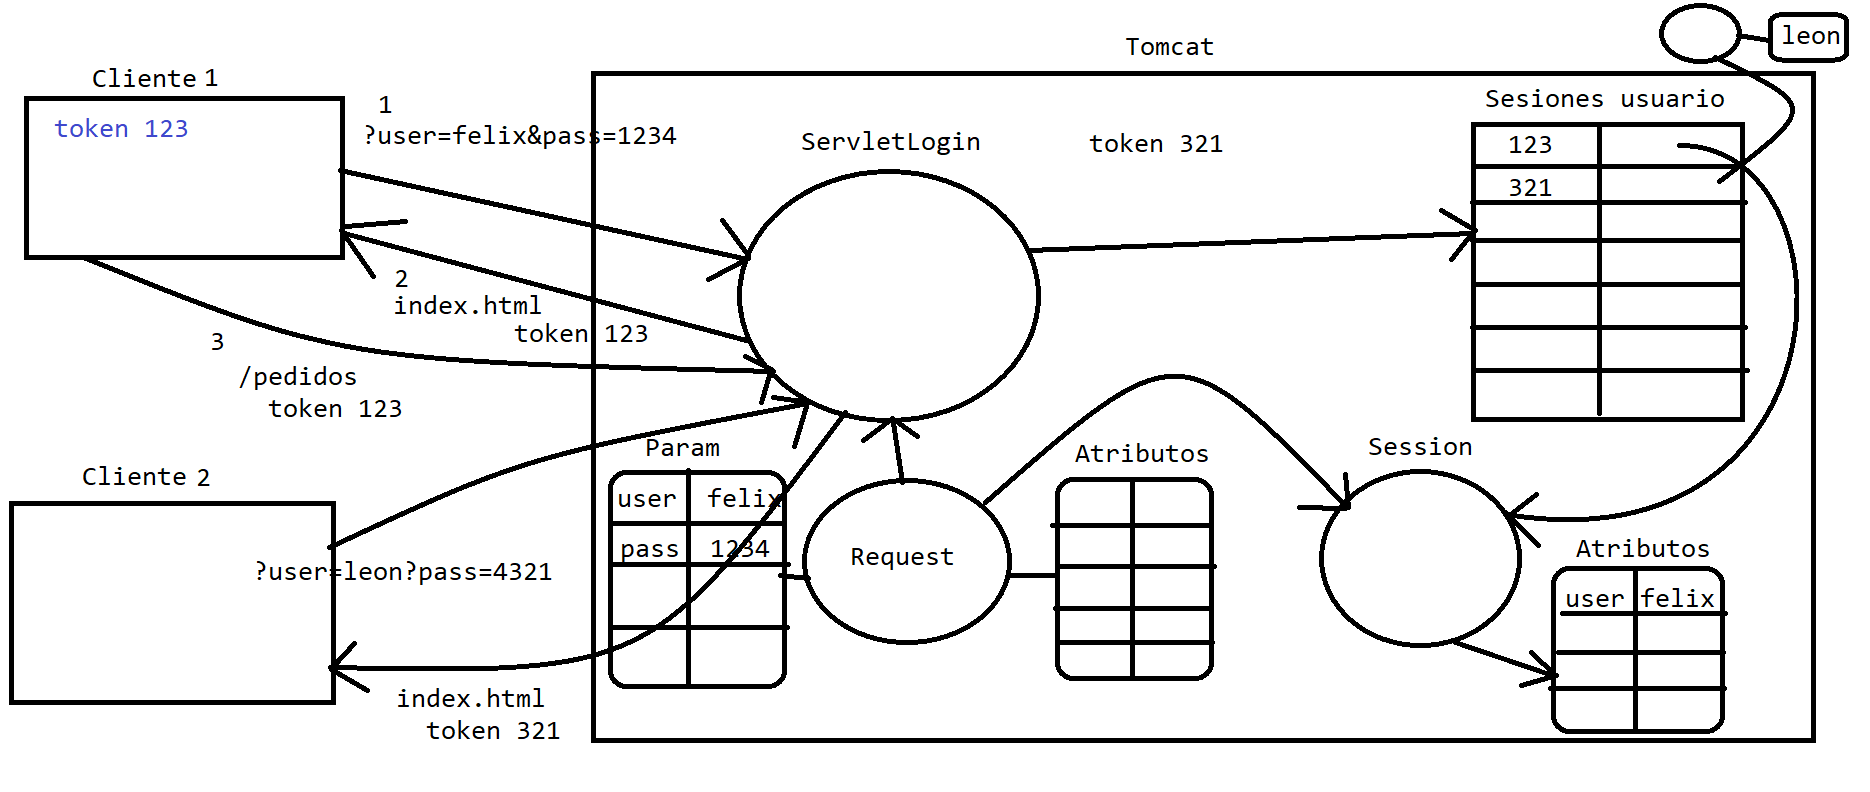 Tomcat
leon
Cliente 1
token 123
1
?user=felix&pass=1234
ServletLogin
token 321
Sesiones usuario
123
321
2
index.html
token 123
3
/pedidos
token 123
Param
user felix
pass 1234
Request
Atributos
Session
Atributos
user felix
Cliente 2
?user=leon?pass=4321
index.html
token 321